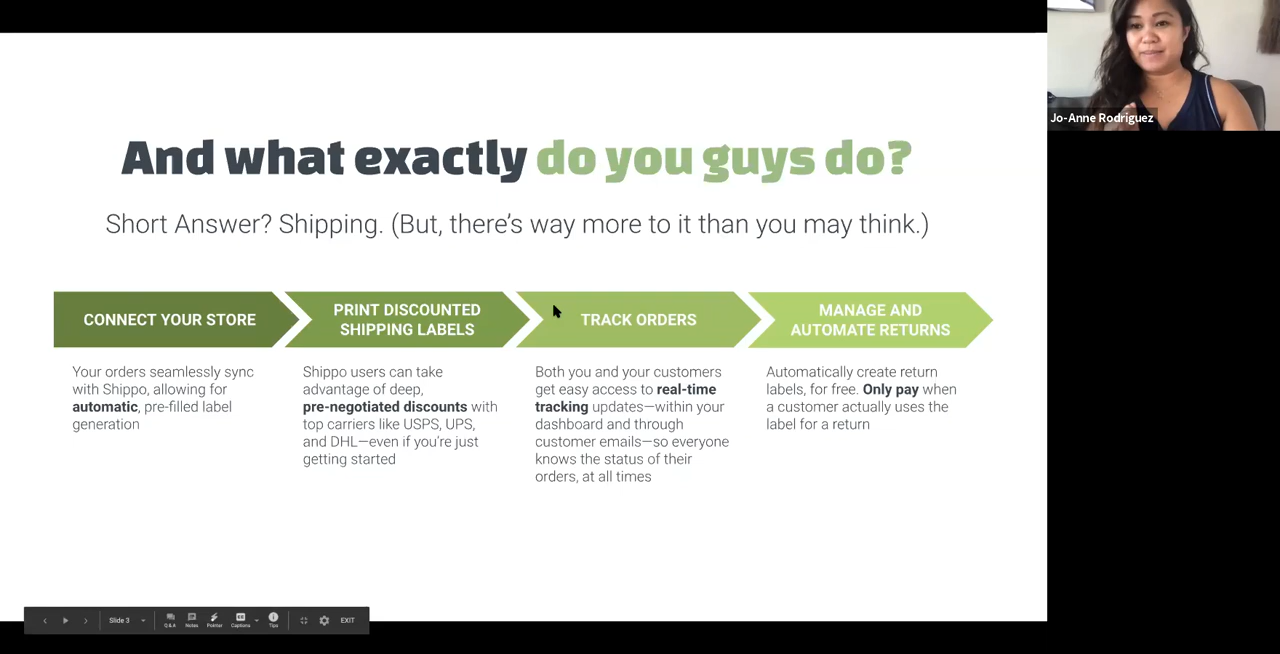 Jo-Anne Rodriguez
And what exactly do you guys do?
Short Answer? Shipping. (But, there's way more to it than you may think.)
CONNECT YOUR STORE
Your orders seamlessly sync
with Shippo, allowing for
automatic, pre-filled label
generation
PRINT DISCOUNTED
SHIPPING LABELS
Shippo users can take
advantage of deep,
pre-negotiated discounts with
top carriers like USPS, UPS,
and DHL—even if you're just
getting started
TRACK ORDERS
Both you and your customers
get easy access to real-time
tracking updates—within your
dashboard and through
customer emails—so everyone
knows the status of their
orders, at all times
MANAGE AND
AUTOMATE RETURNS
Automatically create return
labels, for free. Only pay when
a customer actually uses the
label for a return
Slide 3
Q&A
Notes
Pointer
Captions
Tips
EXIT